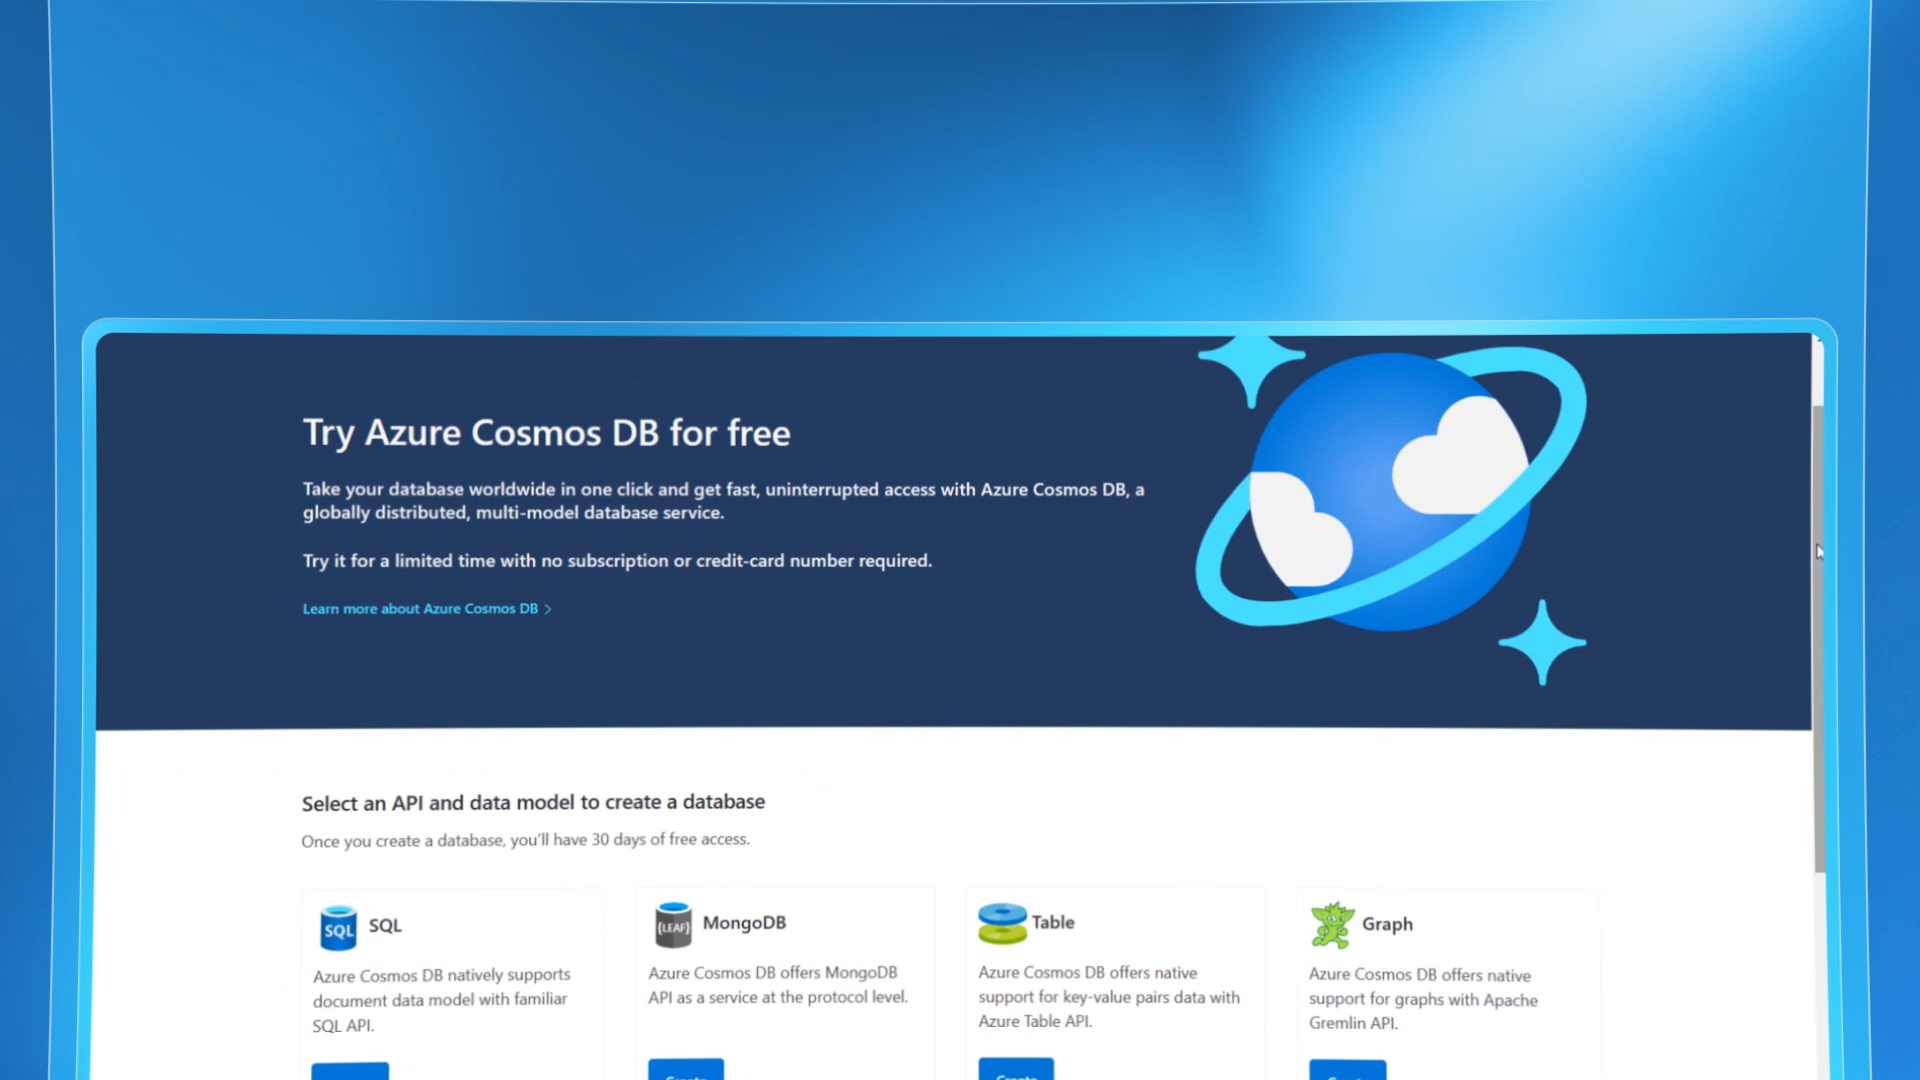 Try Azure Cosmos DB for free
Take your database worldwide in one click and get fast, uninterrupted access with Azure Cosmos DB, a
globally distributed, multi-model database service.
Try it for a limited time with no subscription or credit-card number required.
Learn more about Azure Cosmos DB >
Select an API and data model to create a database
Once you create a database, you'll have 30 days of free access.
SQL
SQL
Azure Cosmos DB natively supports
document data model with familiar
SQL API.
{LEAF}
MongoDB
Azure Cosmos DB offers MongoDB
API as a service at the protocol level.
Table
Azure Cosmos DB offers native
support for key-value pairs data with
Azure Table API.
Graph
Azure Cosmos DB offers native
support for graphs with Apache
Gremlin API.